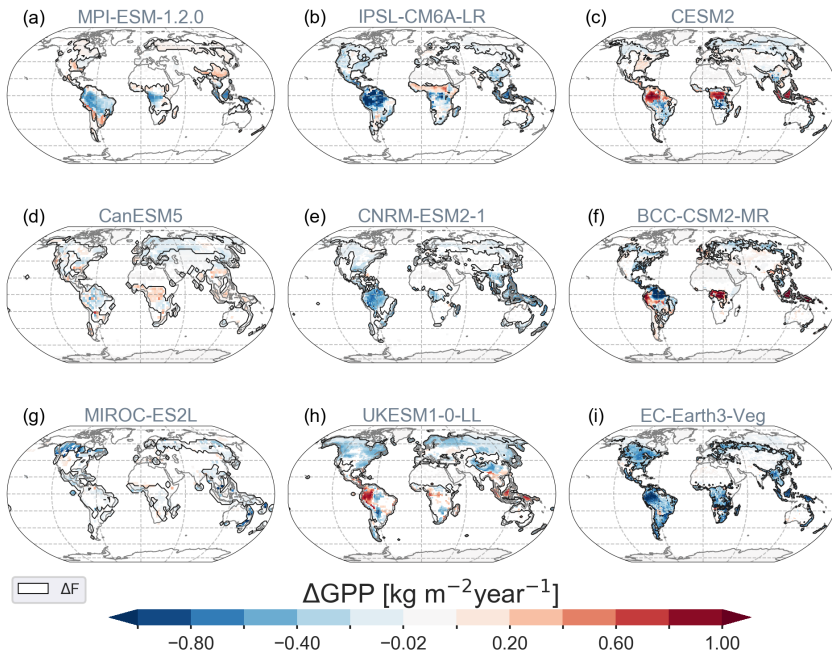 (a) MPI-ESM-1.2.0
(b) IPSL-CM6A-LR
(c) CESM2
(d) CanESM5
(e) CNRM-ESM2-1
(f) BCC-CSM2-MR
(g) MIROC-ES2L
(h) UKESM1-0-LL
(i) EC-Earth3-Veg
ΔF
ΔGPP [kg m⁻²year⁻¹]
−0.80 −0.40 −0.02 0.20 0.60 1.00